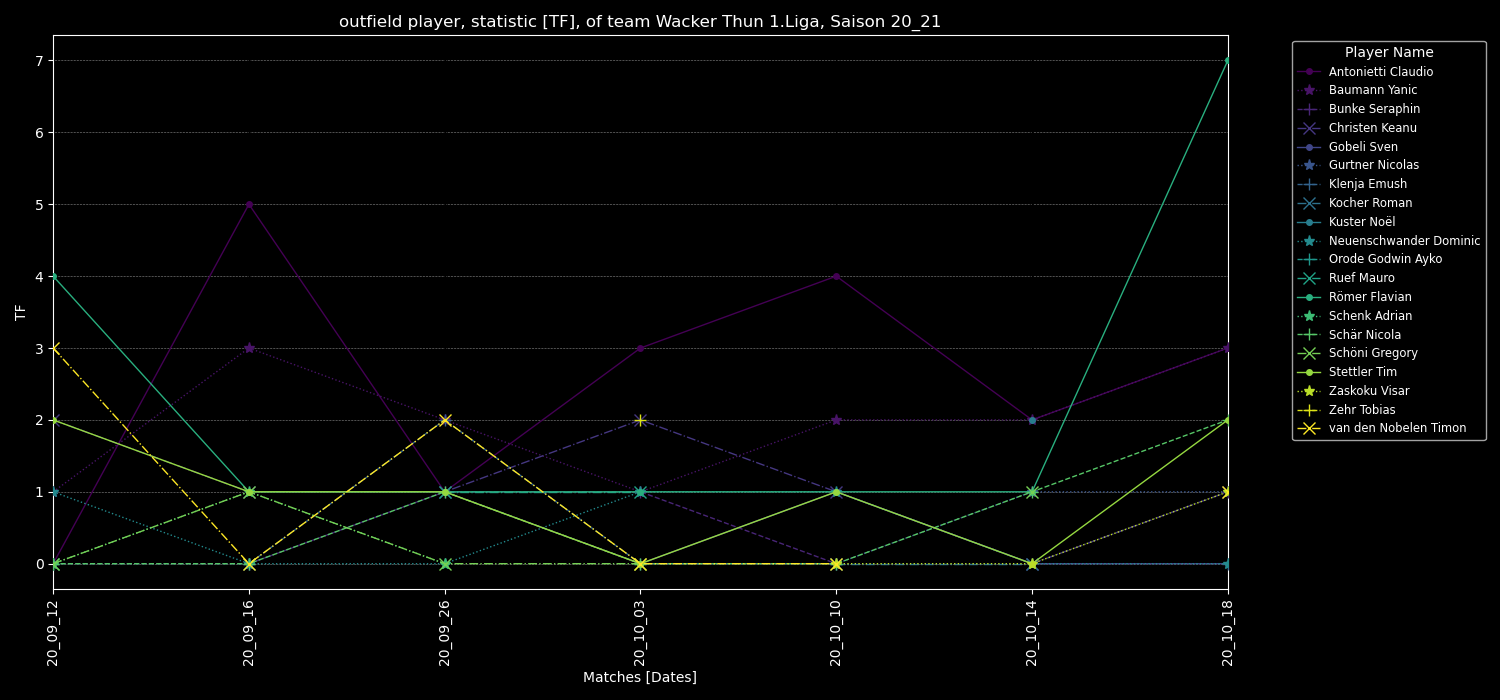 outfield player, statistic [TF], of team Wacker Thun 1.Liga, Saison 20_21
TF
7
6
5
4
3
2
1
0
20_09_12
20_09_16
20_09_26
20_10_03
20_10_10
20_10_14
20_10_18
Matches [Dates]
Player Name
Antonietti Claudio
Baumann Yanic
Bunke Seraphin
Christen Keanu
Gobeli Sven
Gurtner Nicolas
Klenja Emush
Kocher Roman
Kuster Noël
Neuenschwander Dominic
Orode Godwin Ayko
Ruef Mauro
Römer Flavian
Schenk Adrian
Schär Nicola
Schöni Gregory
Stettler Tim
Zaskoku Visar
Zehr Tobias
van den Nobelen Timon